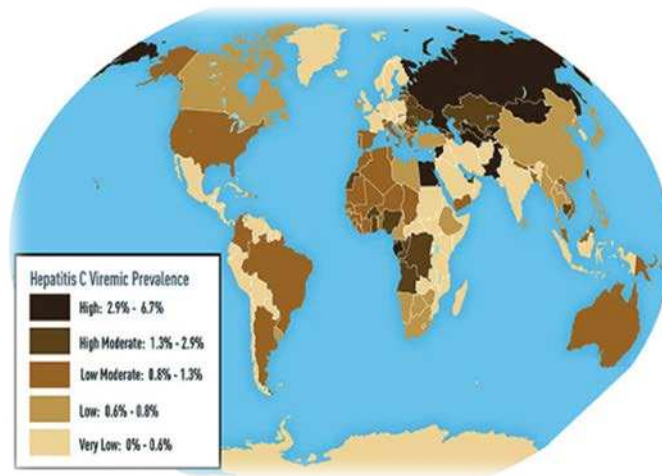 Hepatitis C Viremic Prevalence
High: 2.9% - 6.7%
High Moderate: 1.3% - 2.9%
Low Moderate: 0.8% - 1.3%
Low: 0.6% - 0.8%
Very Low: 0% - 0.6%